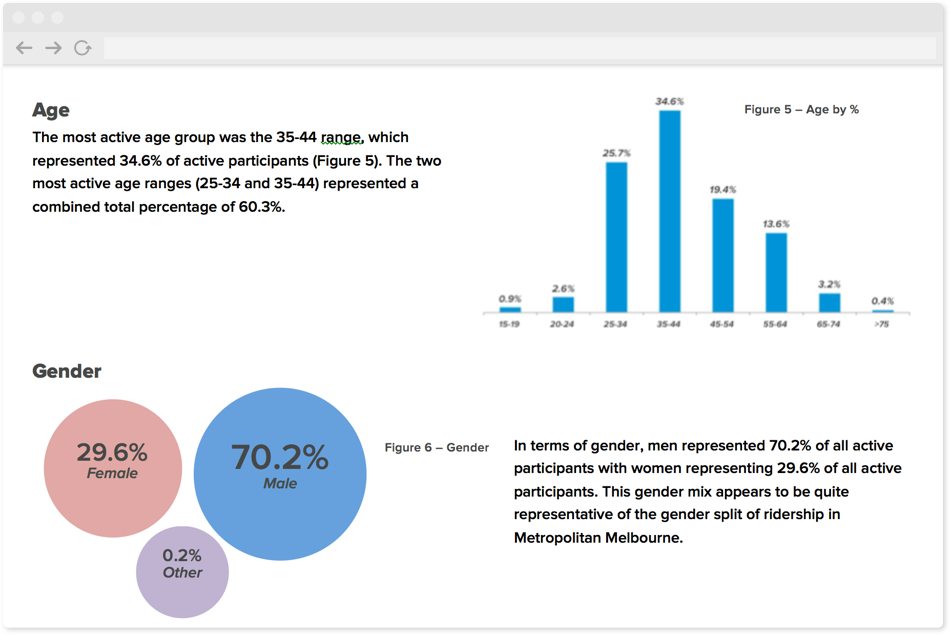 Age
The most active age group was the 35-44 range, which
represented 34.6% of active participants (Figure 5). The two
most active age ranges (25-34 and 35-44) represented a
combined total percentage of 60.3%.
Figure 5 – Age by %
34.6%
25.7%
19.4%
13.6%
3.2%
2.6%
0.9%
0.4%
15-19 20-24 25-34 35-44 45-54 55-64 65-74 >75
Gender
29.6%
Female
70.2%
Male
0.2%
Other
Figure 6 – Gender
In terms of gender, men represented 70.2% of all active
participants with women representing 29.6% of all active
participants. This gender mix appears to be quite
representative of the gender split of ridership in
Metropolitan Melbourne.